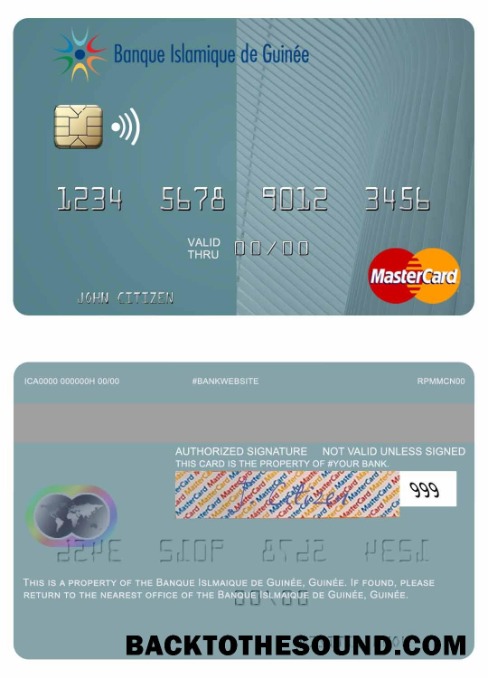 Banque Islamique de Guinée
1234 5678 9012 3456
VALID THRU 00/00
JOHN CITIZEN
MasterCard
ICA0000 000000H 00/00 #BANKWEBSITE RPMMCN00
AUTHORIZED SIGNATURE NOT VALID UNLESS SIGNED
THIS CARD IS THE PROPERTY OF #YOUR BANK.
MasterCard MasterCard MasterCard
999
THIS IS A PROPERTY OF THE BANQUE ISLMAIQUE DE GUINÉE, GUINÉE. IF FOUND, PLEASE
RETURN TO THE NEAREST OFFICE OF THE BANQUE ISLMAIQUE DE GUINÉE, GUINÉE.
BACKTOTHESOUND.COM